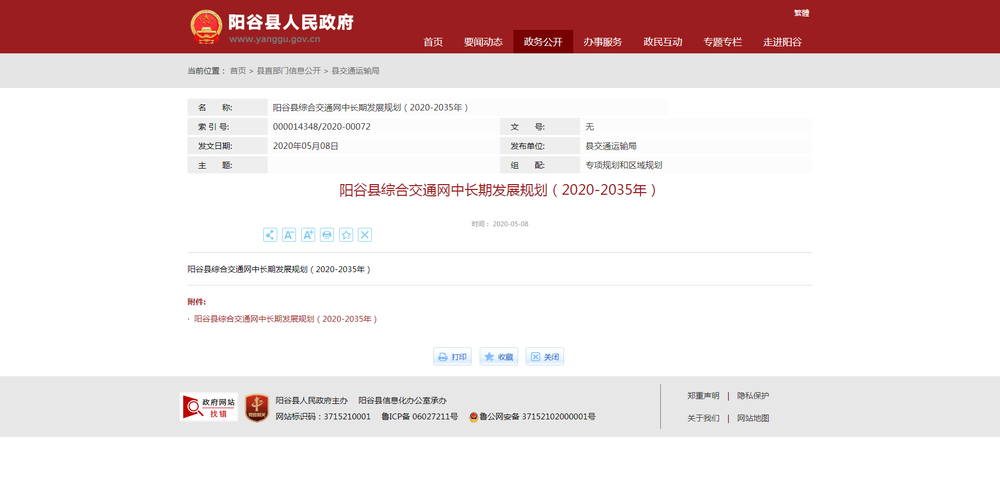 阳谷县人民政府
www.yanggu.gov.cn
繁體
首页 要闻动态 政务公开 办事服务 政民互动 专题专栏 走进阳谷
当前位置： 首页 > 县直部门信息公开 > 县交通运输局
名 称: 阳谷县综合交通网中长期发展规划（2020-2035年）
索 引 号: 000014348/2020-00072 文 号: 无
发文日期: 2020年05月08日 发布单位: 县交通运输局
主 题: 组 配: 专项规划和区域规划
阳谷县综合交通网中长期发展规划（2020-2035年）
时间： 2020-05-08
A- A+
阳谷县综合交通网中长期发展规划（2020-2035年）
附件:
· 阳谷县综合交通网中长期发展规划（2020-2035年）
打印 收藏 关闭
政府网站
找错
党政机关
阳谷县人民政府主办 阳谷县信息化办公室承办
网站标识码：3715210001 鲁ICP备 06027211号 鲁公网安备 37152102000001号
郑重声明 | 隐私保护
关于我们 | 网站地图